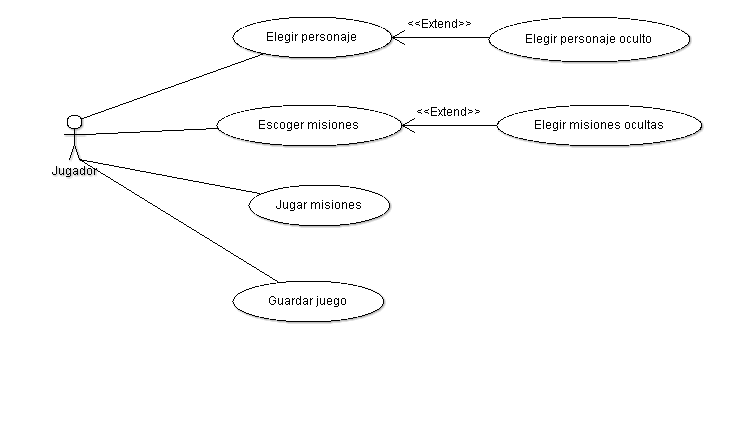 <<Extend>>
Elegir personaje
Elegir personaje oculto
<<Extend>>
Escoger misiones
Elegir misiones ocultas
Jugador
Jugar misiones
Guardar juego